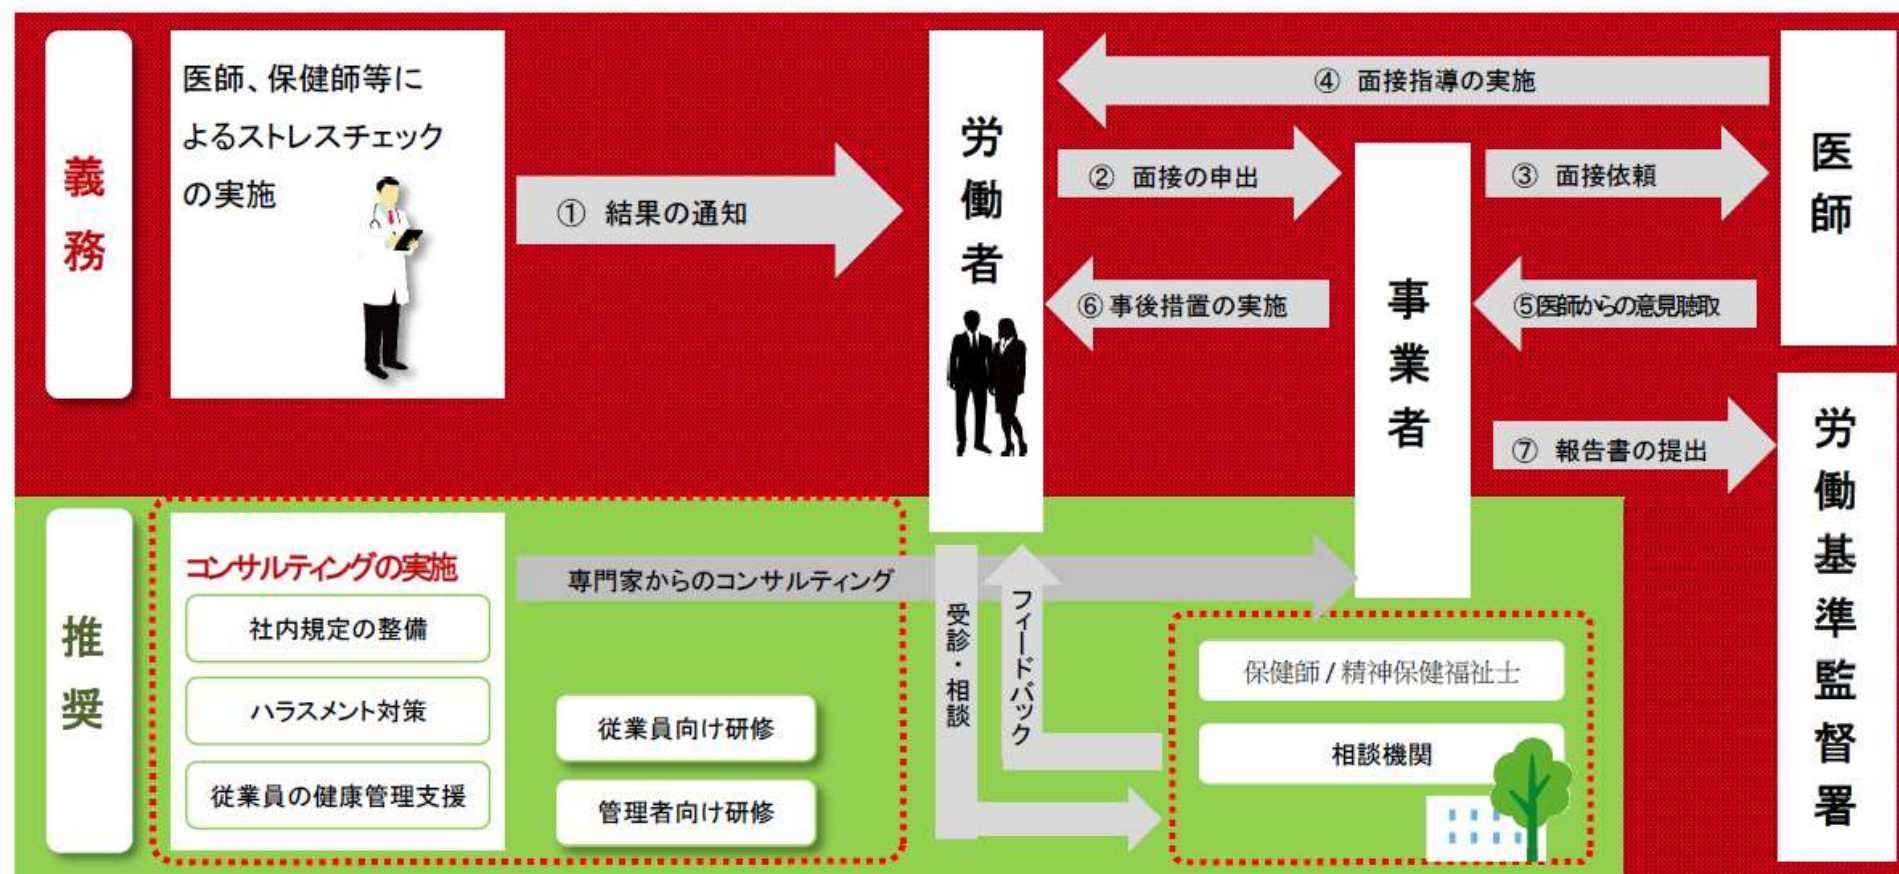 義務
医師、保健師等に
よるストレスチェック
の実施
① 結果の通知
労働者
④ 面接指導の実施
② 面接の申出
⑥事後措置の実施
事業者
③ 面接依頼
⑤医師からの意見聴取
⑦ 報告書の提出
医師
労働基準監督署
推奨
コンサルティングの実施
社内規定の整備
ハラスメント対策
従業員の健康管理支援
専門家からのコンサルティング
従業員向け研修
管理者向け研修
受診・相談
フィードバック
保健師 / 精神保健福祉士
相談機関